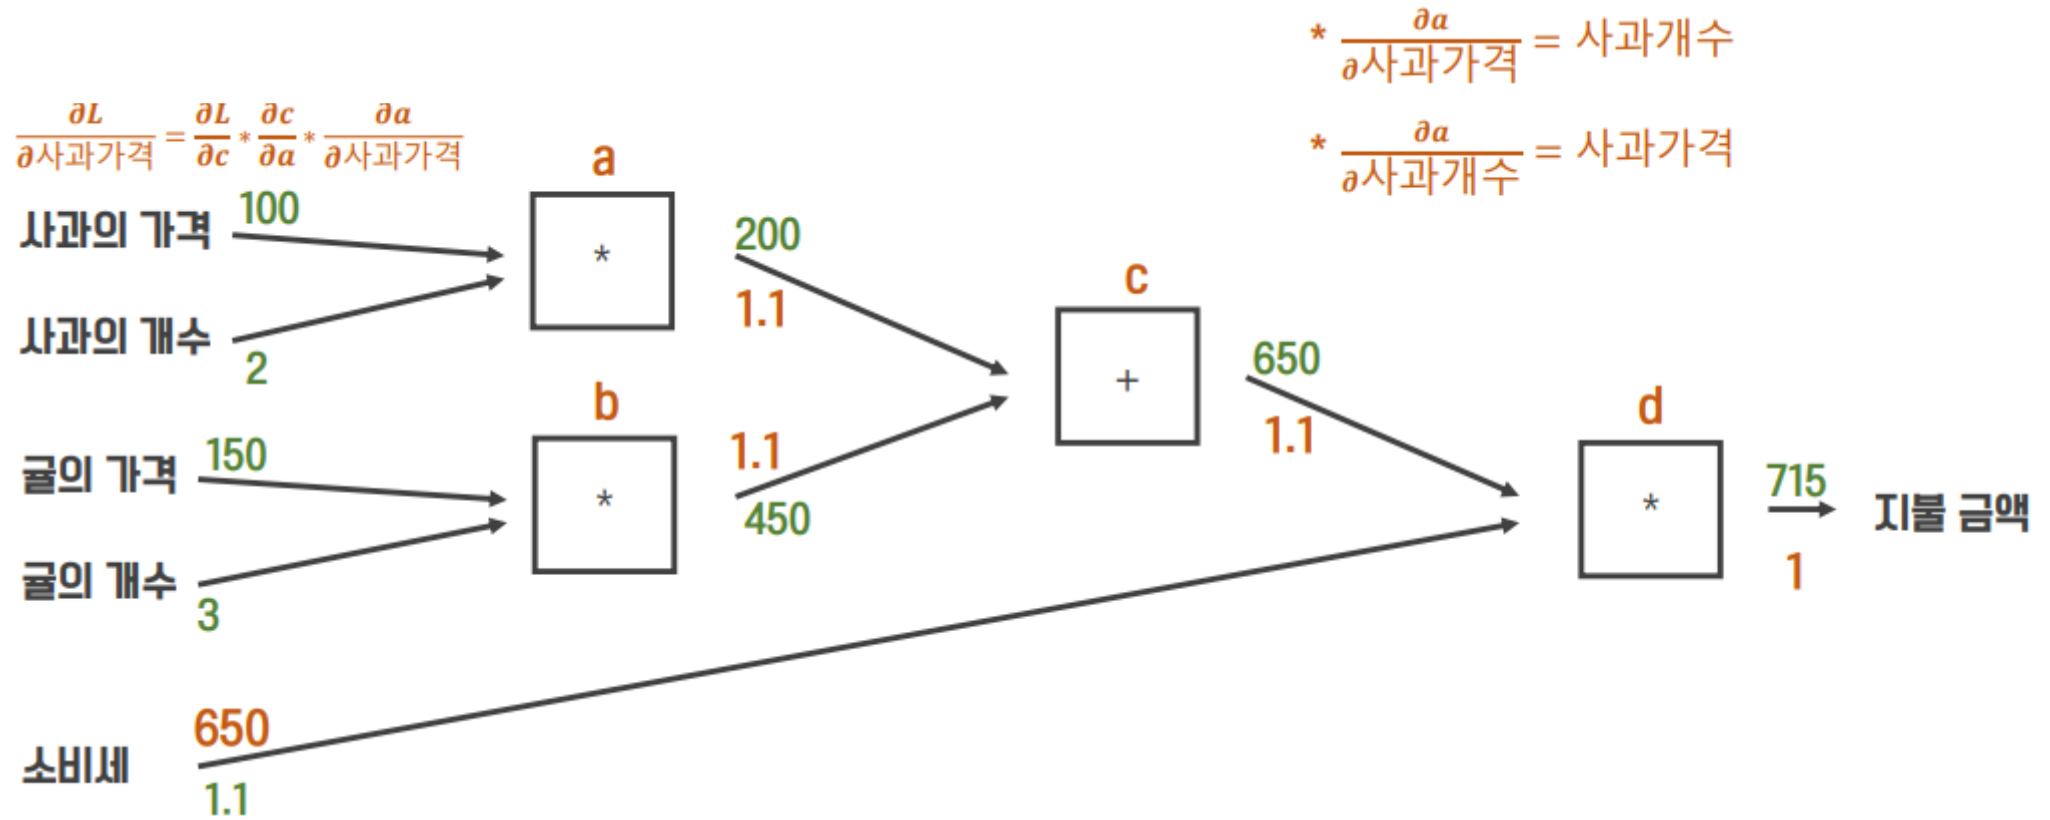 * ∂a/∂사과가격 = 사과개수
* ∂a/∂사과개수 = 사과가격
∂L/∂사과가격 = ∂L/∂c * ∂c/∂a * ∂a/∂사과가격
a
사과의 가격 100
*
200
1.1
사과의 개수
2
c
+
650
1.1
b
귤의 가격 150
*
1.1
450
귤의 개수
3
d
*
715
1
지불 금액
650
소비세
1.1